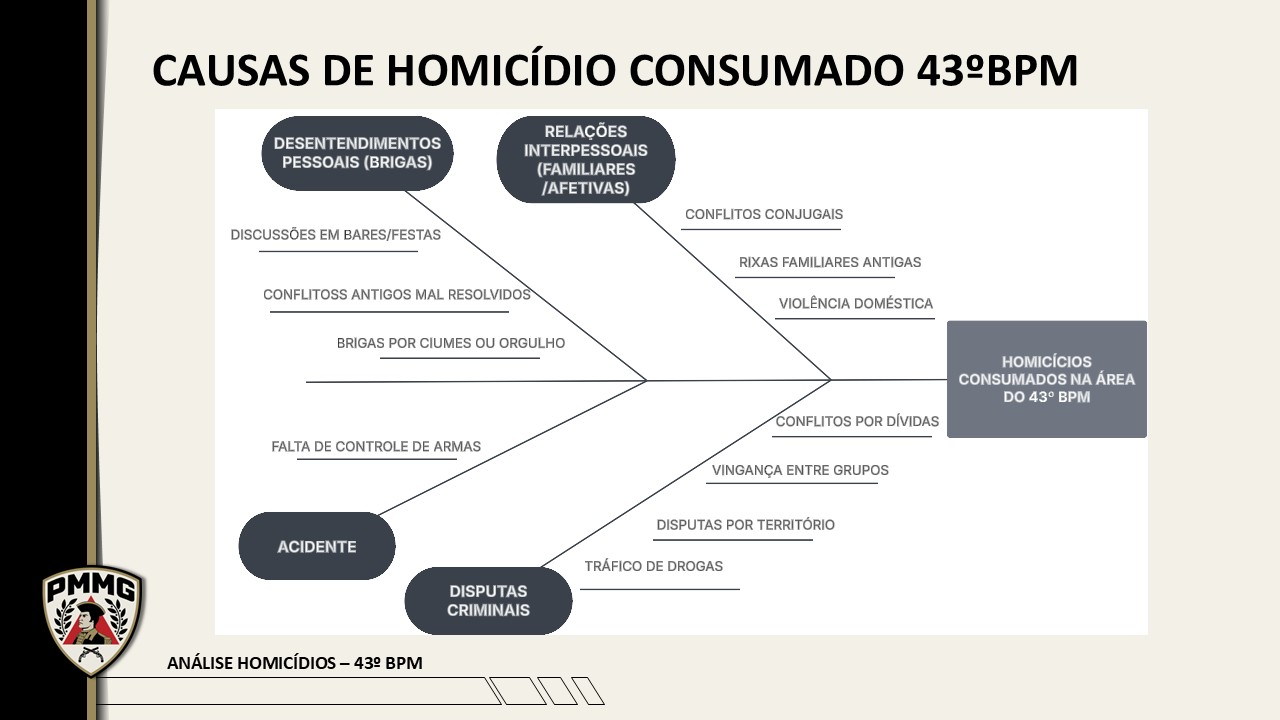 CAUSAS DE HOMICÍDIO CONSUMADO 43ºBPM
DESENTENDIMENTOS
PESSOAIS (BRIGAS)
RELAÇÕES
INTERPESSOAIS
(FAMILIARES
/AFETIVAS)
DISCUSSÕES EM BARES/FESTAS
CONFLITOSS ANTIGOS MAL RESOLVIDOS
BRIGAS POR CIUMES OU ORGULHO
CONFLITOS CONJUGAIS
RIXAS FAMILIARES ANTIGAS
VIOLÊNCIA DOMÉSTICA
HOMICÍCIOS
CONSUMADOS NA ÁREA
DO 43º BPM
FALTA DE CONTROLE DE ARMAS
ACIDENTE
CONFLITOS POR DÍVIDAS
VINGANÇA ENTRE GRUPOS
DISPUTAS POR TERRITÓRIO
TRÁFICO DE DROGAS
DISPUTAS
CRIMINAIS
PMMG
ANÁLISE HOMICÍDIOS – 43º BPM